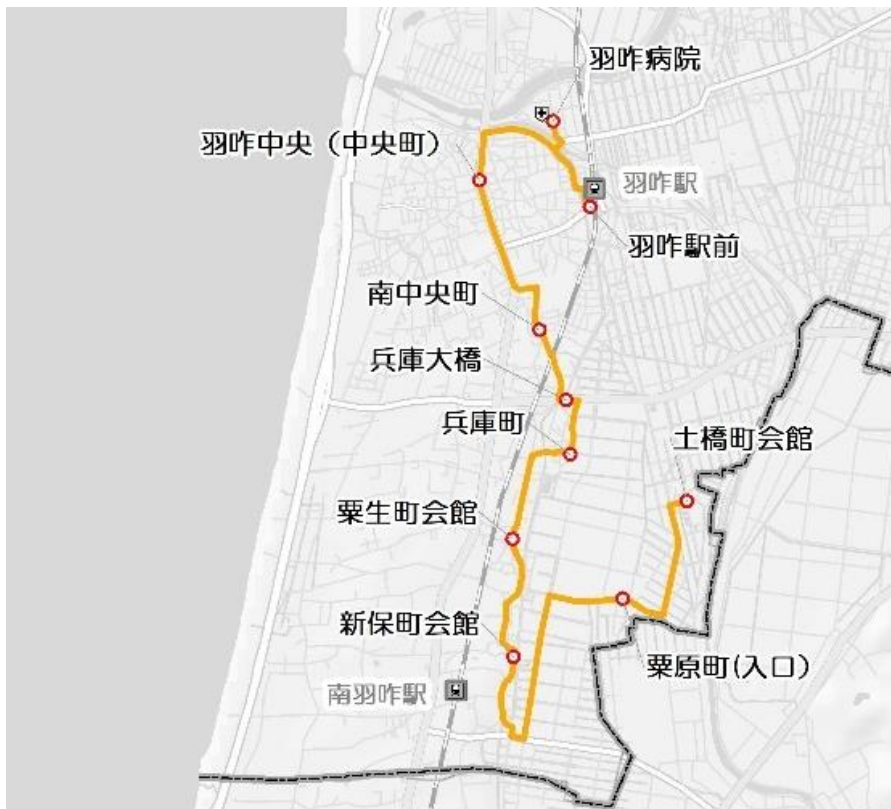 羽咋病院
羽咋中央（中央町）
羽咋駅
羽咋駅前
南中央町
兵庫大橋
兵庫町
土橋町会館
粟生町会館
新保町会館
粟原町(入口）
南羽咋駅